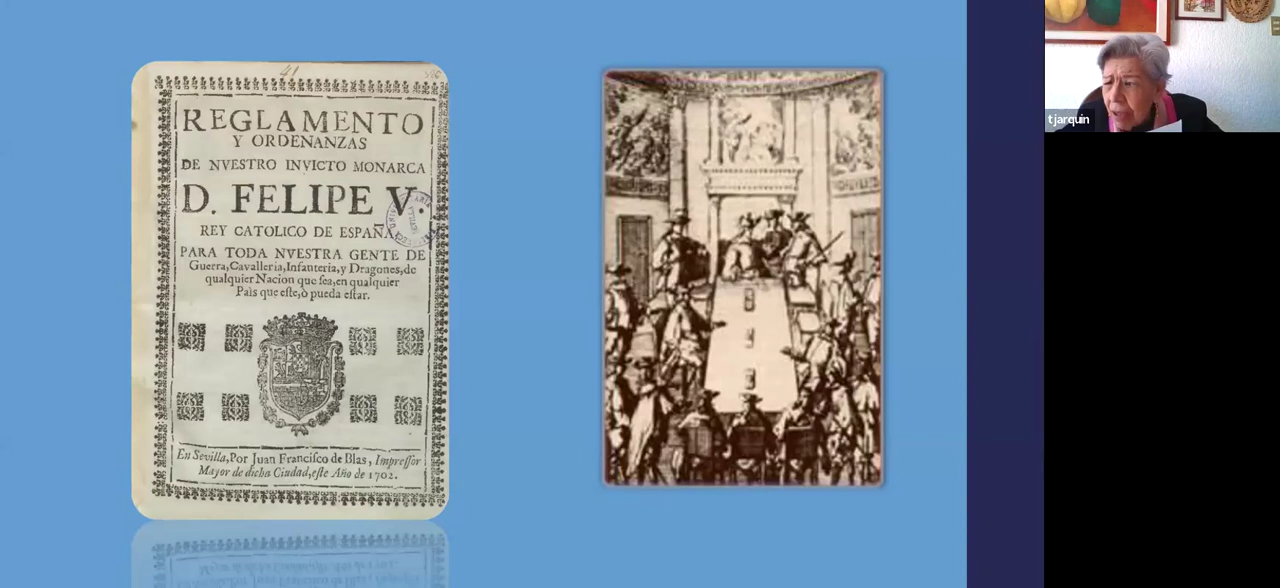 41
REGLAMENTO
Y ORDENANZAS
DE NVESTRO INVICTO MONARCA
D. FELIPE V.
REY CATOLICO DE ESPAÑA,
PARA TODA NVESTRA GENTE DE
Guerra,Cavalleria,Infanteria,y Dragones,de
qualquier Nacion que ſea,en qualquier
Païs que eſte,ò pueda eſtar.
En Sevilla,Por Juan Franciſco de Blas, Impreſſor
Mayor de dicha Ciudad,eſte Año de 1702.
tjarquin